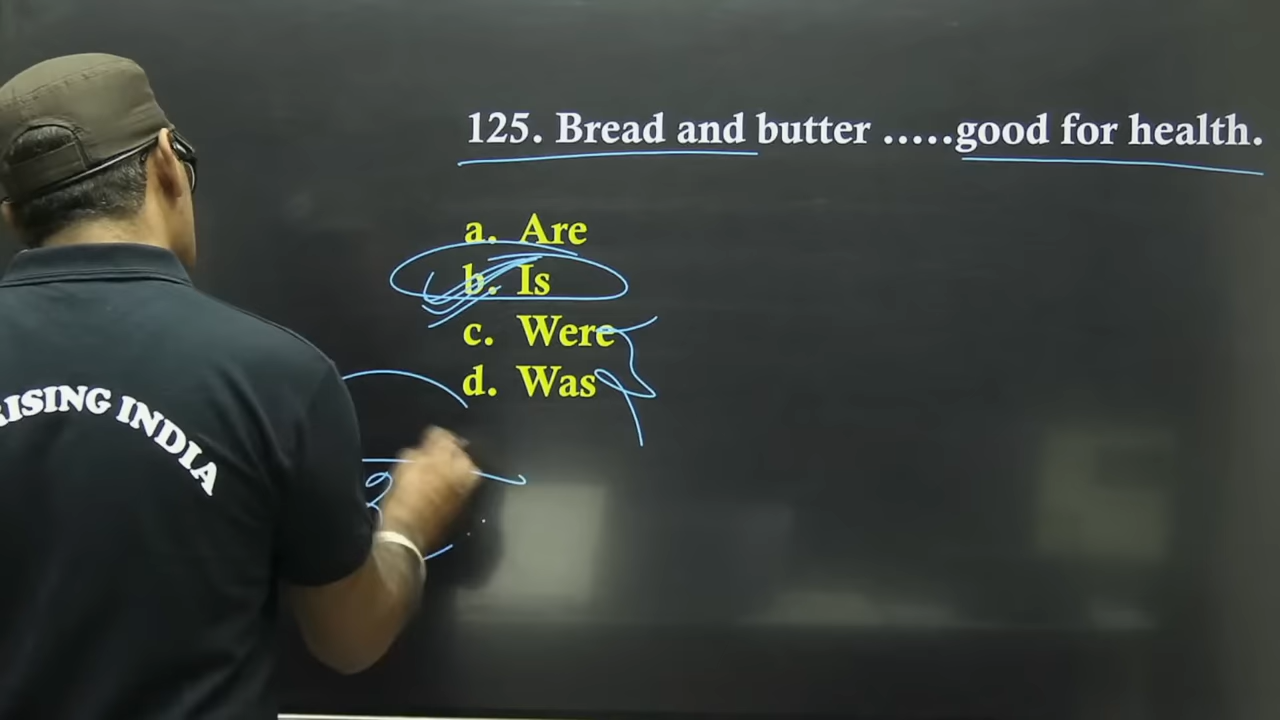 125. Bread and butter .....good for health.
a. Are
b. Is
c. Were
d. Was
RISING INDIA